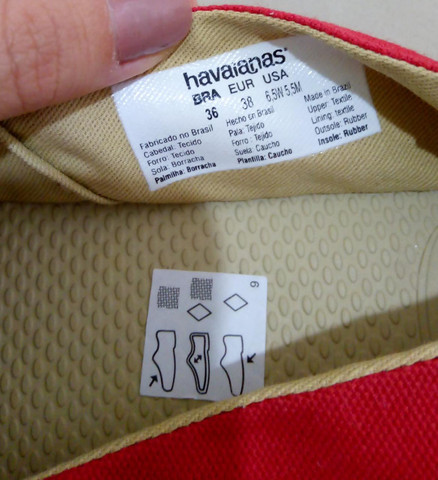 havaianas®
BRA EUR USA
36 38 6.5W 5.5M
Fabricado no Brasil
Cabedal: Tecido
Forro: Tecido
Sola: Borracha
Palmilha: Borracha
Hecho en Brasil
Pala: Tejido
Forro: Tejido
Suela: Caucho
Plantilla: Caucho
Made in Brazil
Upper: Textile
Lining: textile
Outsole: Rubber
Insole: Rubber